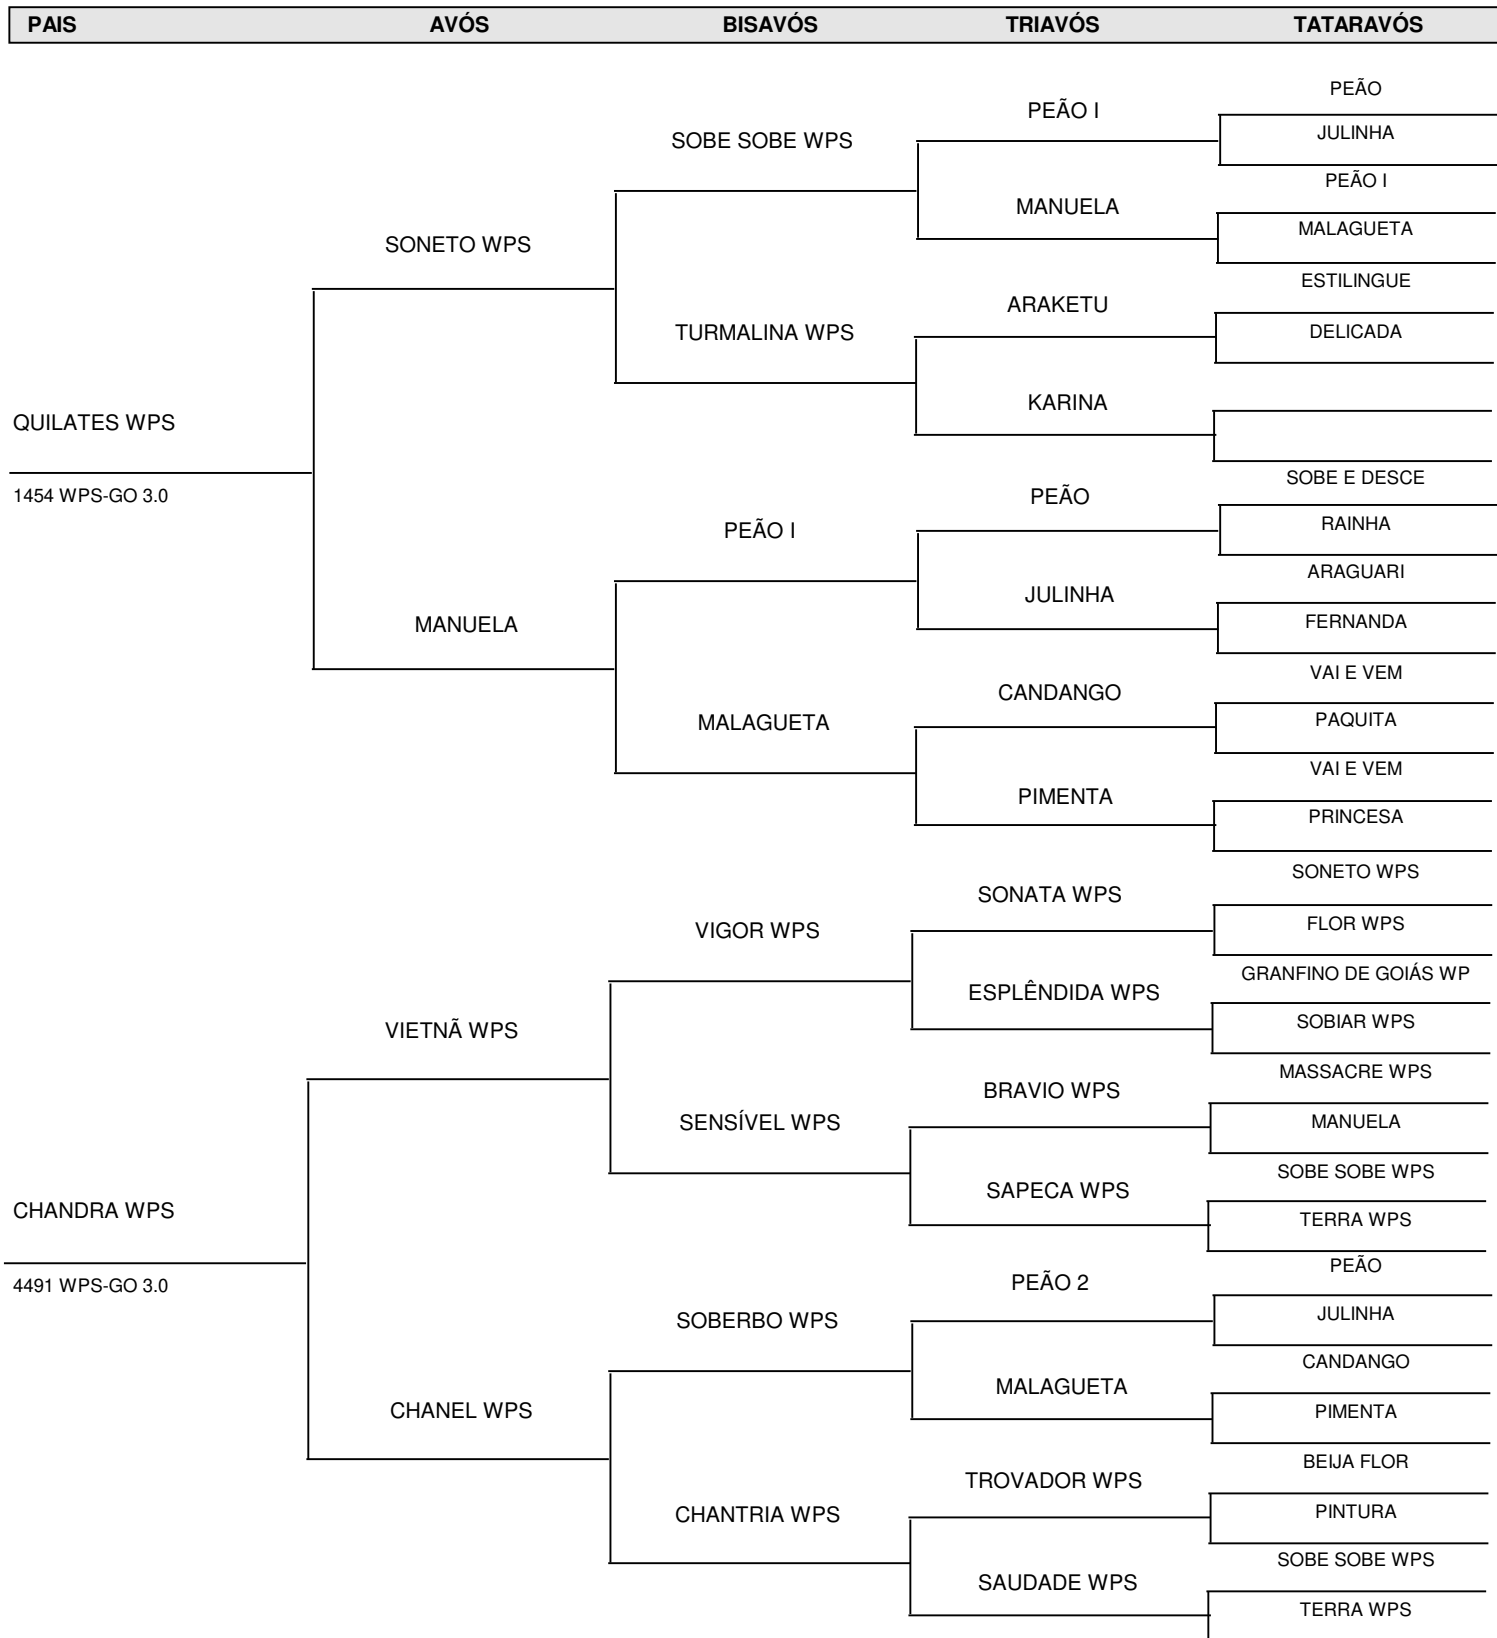 PAIS AVÓS BISAVÓS TRIAVÓS TATARAVÓS
PEÃO
PEÃO I
JULINHA
SOBE SOBE WPS
PEÃO I
MANUELA
MALAGUETA
SONETO WPS
ESTILINGUE
ARAKETU
TURMALINA WPS
DELICADA
KARINA
QUILATES WPS
SOBE E DESCE
1454 WPS-GO 3.0
PEÃO
RAINHA
PEÃO I
ARAGUARI
JULINHA
FERNANDA
MANUELA
VAI E VEM
CANDANGO
PAQUITA
MALAGUETA
VAI E VEM
PIMENTA
PRINCESA
SONETO WPS
SONATA WPS
FLOR WPS
VIGOR WPS
GRANFINO DE GOIÁS WP
ESPLÊNDIDA WPS
SOBIAR WPS
VIETNÃ WPS
MASSACRE WPS
BRAVIO WPS
SENSÍVEL WPS
MANUELA
SOBE SOBE WPS
SAPECA WPS
CHANDRA WPS
TERRA WPS
PEÃO
4491 WPS-GO 3.0
PEÃO 2
JULINHA
SOBERBO WPS
CANDANGO
MALAGUETA
CHANEL WPS
PIMENTA
BEIJA FLOR
TROVADOR WPS
CHANTRIA WPS
PINTURA
SOBE SOBE WPS
SAUDADE WPS
TERRA WPS